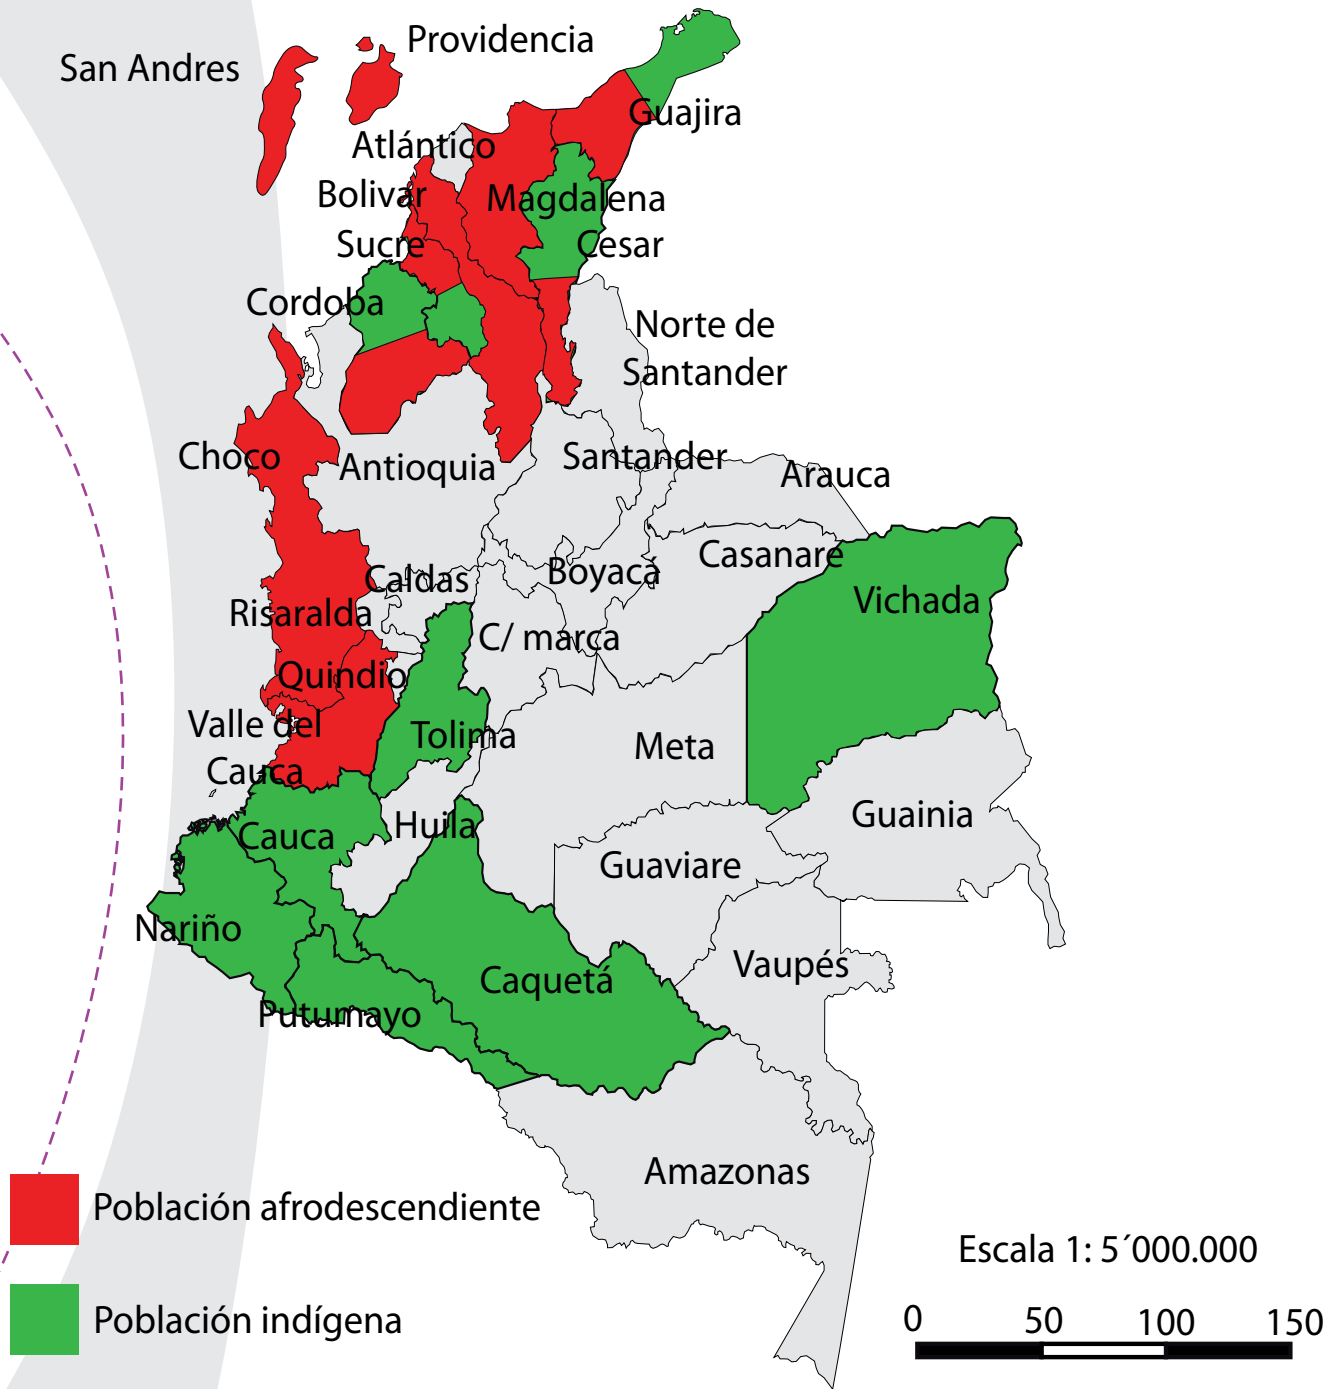 Providencia
San Andres
Guajira
Atlántico
Bolivar
Magdalena
Sucre
Cesar
Cordoba
Norte de
Santander
Choco
Antioquia
Santander
Arauca
Casanare
Boyacá
Caldas
Vichada
Risaralda
C/ marca
Quindio
Valle del
Cauca
Tolima
Meta
Guainia
Cauca
Huila
Guaviare
Nariño
Vaupés
Caquetá
Putumayo
Amazonas
Población afrodescendiente
Población indígena
Escala 1: 5´000.000
0 50 100 150